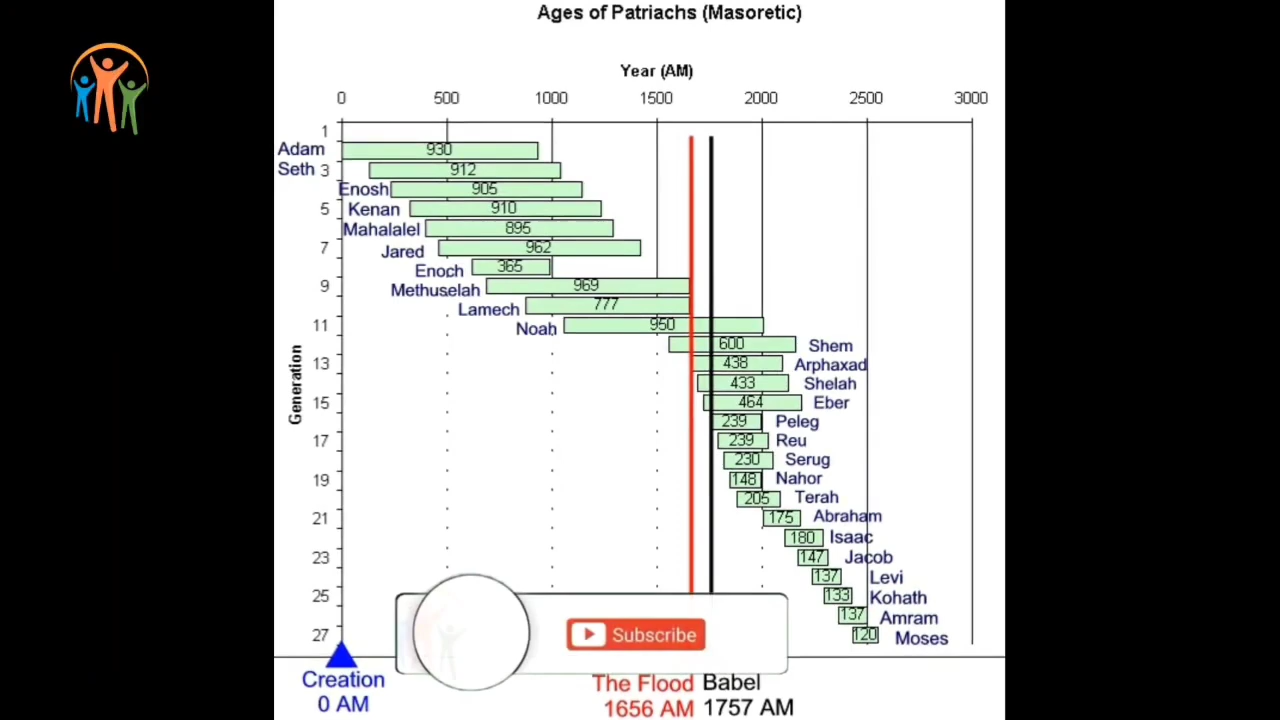 Ages of Patriachs (Masoretic)
Year (AM)
0 500 1000 1500 2000 2500 3000
1
Adam 930
Seth 3 912
Enosh 905
5 Kenan 910
Mahalalel 895
7 Jared 962
Enoch 365
9 Methuselah 969
Lamech 777
11 Noah 950
600 Shem
13 438 Arphaxad
433 Shelah
15 464 Eber
239 Peleg
17 239 Reu
230 Serug
19 148 Nahor
205 Terah
21 175 Abraham
180 Isaac
23 147 Jacob
137 Levi
25 133 Kohath
137 Amram
27 120 Moses
Generation
Subscribe
Creation
0 AM
The Flood
1656 AM
Babel
1757 AM